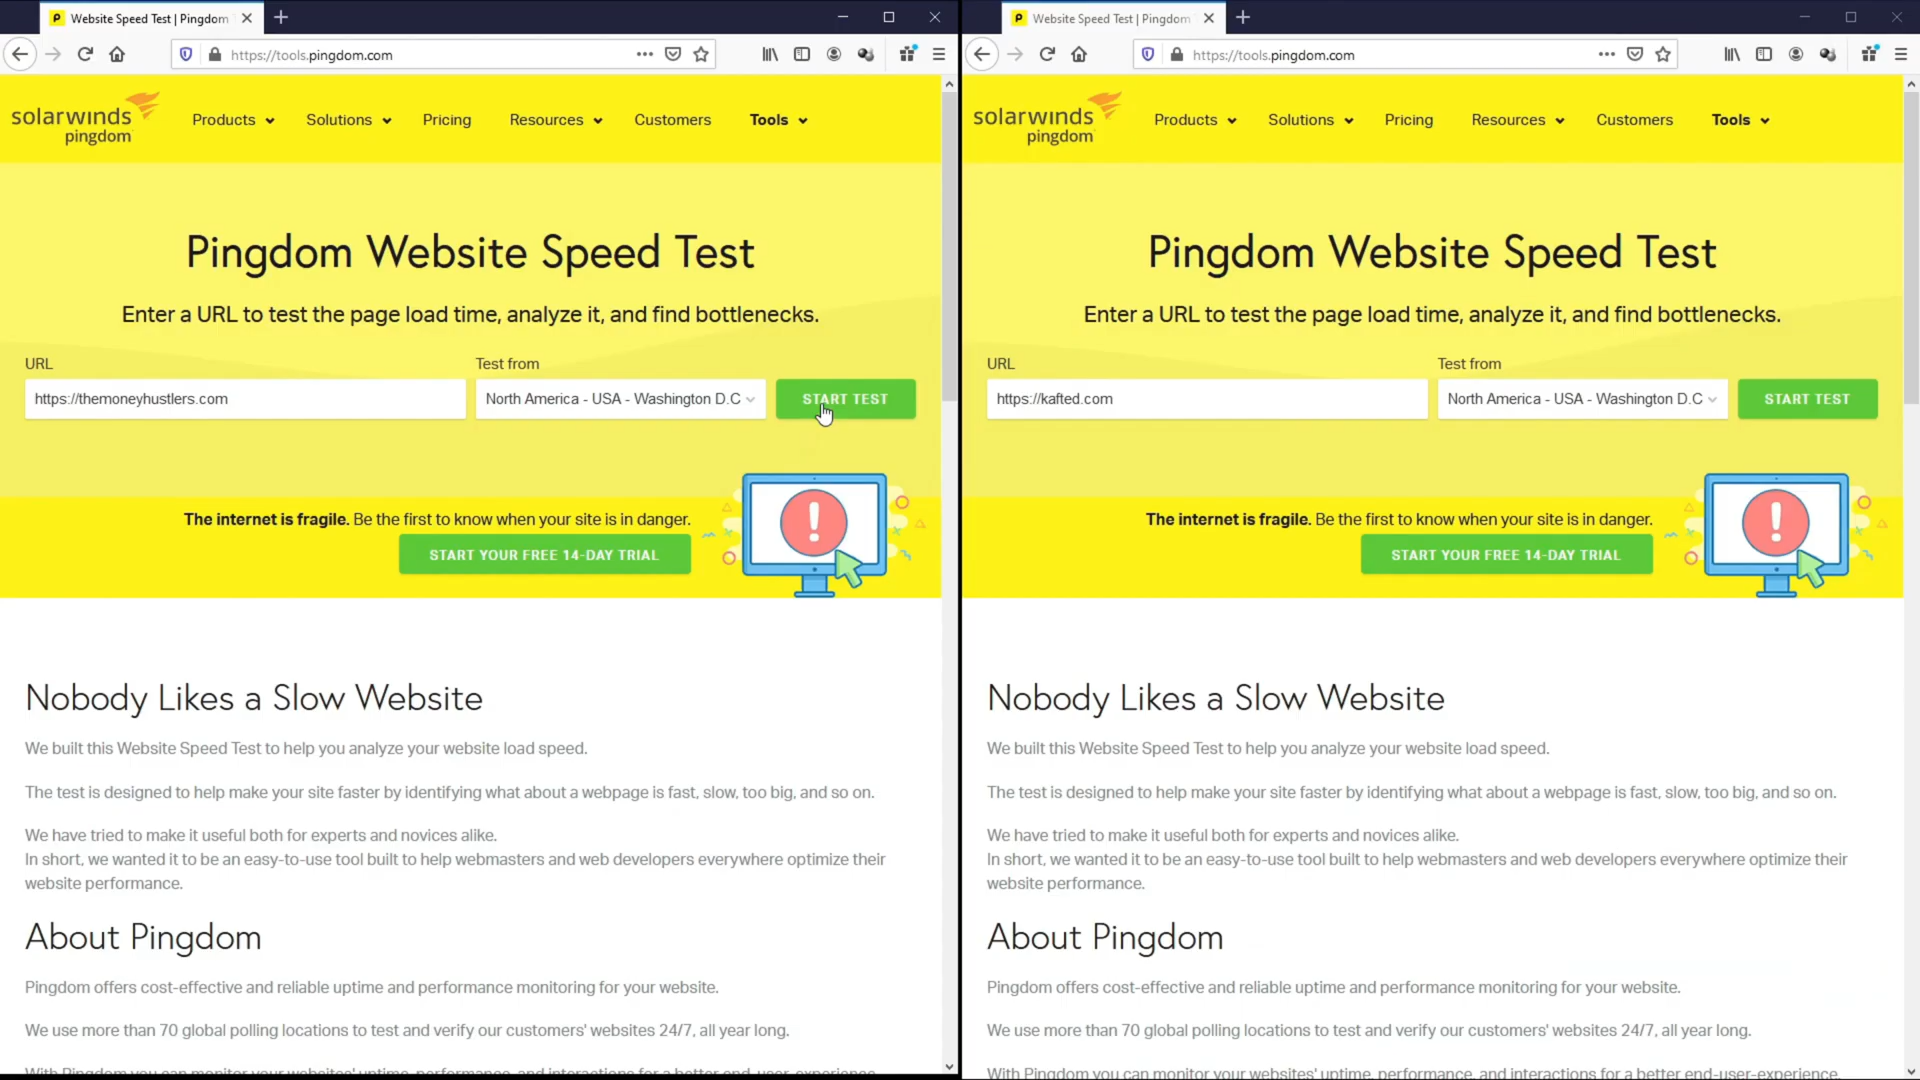 Website Speed Test | Pingdom
https://tools.pingdom.com
solarwinds
pingdom
Products
Solutions
Pricing
Resources
Customers
Tools
Pingdom Website Speed Test
Enter a URL to test the page load time, analyze it, and find bottlenecks.
URL
Test from
https://themoneyhustlers.com
North America - USA - Washington D.C
START TEST
The internet is fragile. Be the first to know when your site is in danger.
START YOUR FREE 14-DAY TRIAL
Nobody Likes a Slow Website
We built this Website Speed Test to help you analyze your website load speed.
The test is designed to help make your site faster by identifying what about a webpage is fast, slow, too big, and so on.
We have tried to make it useful both for experts and novices alike.
In short, we wanted it to be an easy-to-use tool built to help webmasters and web developers everywhere optimize their
website performance.
About Pingdom
Pingdom offers cost-effective and reliable uptime and performance monitoring for your website.
We use more than 70 global polling locations to test and verify our customers' websites 24/7, all year long.
With Pingdom you can monitor your websites' uptime, performance, and interactions for a better end-user-experience.
Website Speed Test | Pingdom
https://tools.pingdom.com
solarwinds
pingdom
Products
Solutions
Pricing
Resources
Customers
Tools
Pingdom Website Speed Test
Enter a URL to test the page load time, analyze it, and find bottlenecks.
URL
Test from
https://kafted.com
North America - USA - Washington D.C
START TEST
The internet is fragile. Be the first to know when your site is in danger.
START YOUR FREE 14-DAY TRIAL
Nobody Likes a Slow Website
We built this Website Speed Test to help you analyze your website load speed.
The test is designed to help make your site faster by identifying what about a webpage is fast, slow, too big, and so on.
We have tried to make it useful both for experts and novices alike.
In short, we wanted it to be an easy-to-use tool built to help webmasters and web developers everywhere optimize their
website performance.
About Pingdom
Pingdom offers cost-effective and reliable uptime and performance monitoring for your website.
We use more than 70 global polling locations to test and verify our customers' websites 24/7, all year long.
With Pingdom you can monitor your websites' uptime, performance, and interactions for a better end-user-experience.